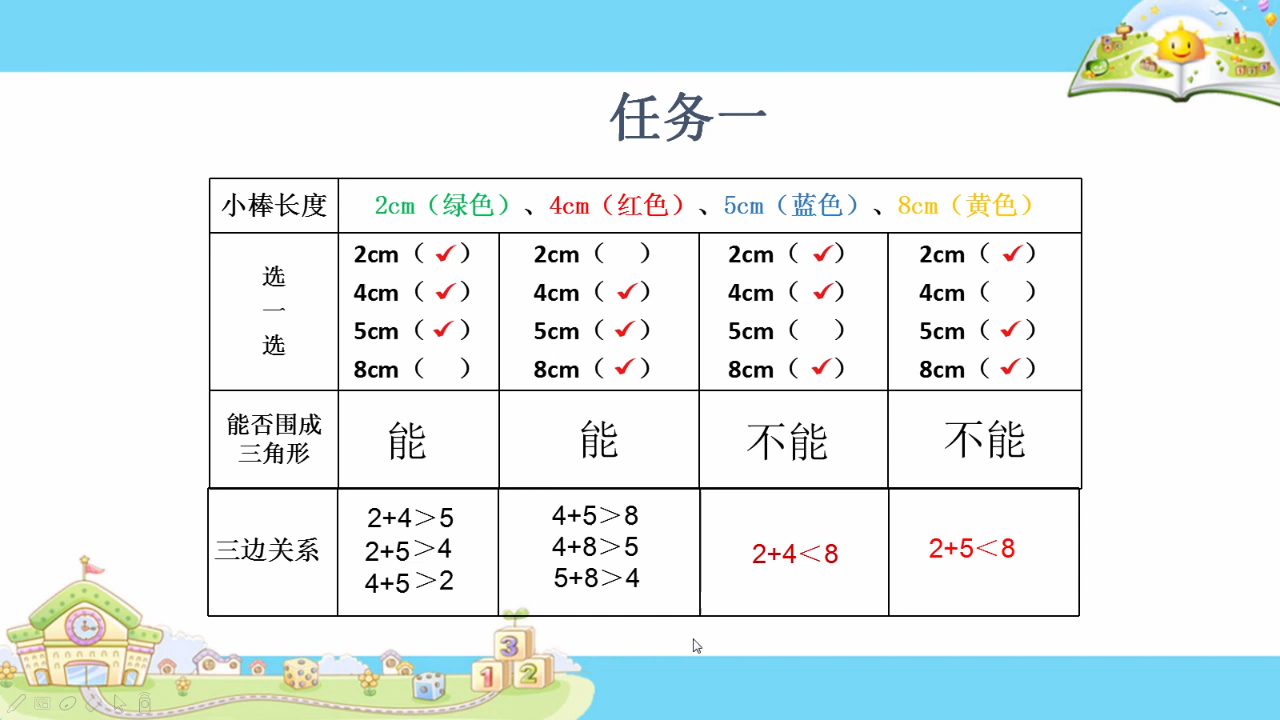 任务一
小棒长度 2cm（绿色）、4cm（红色）、5cm（蓝色）、8cm（黄色）
选一选
2cm（✓） 2cm（ ） 2cm（✓） 2cm（✓）
4cm（✓） 4cm（✓） 4cm（✓） 4cm（ ）
5cm（✓） 5cm（✓） 5cm（ ） 5cm（✓）
8cm（ ） 8cm（✓） 8cm（✓） 8cm（✓）
能否围成
三角形
能 能 不能 不能
三边关系
2+4＞5
2+5＞4
4+5＞2
4+5＞8
4+8＞5
5+8＞4
2+4＜8
2+5＜8
3
1 2